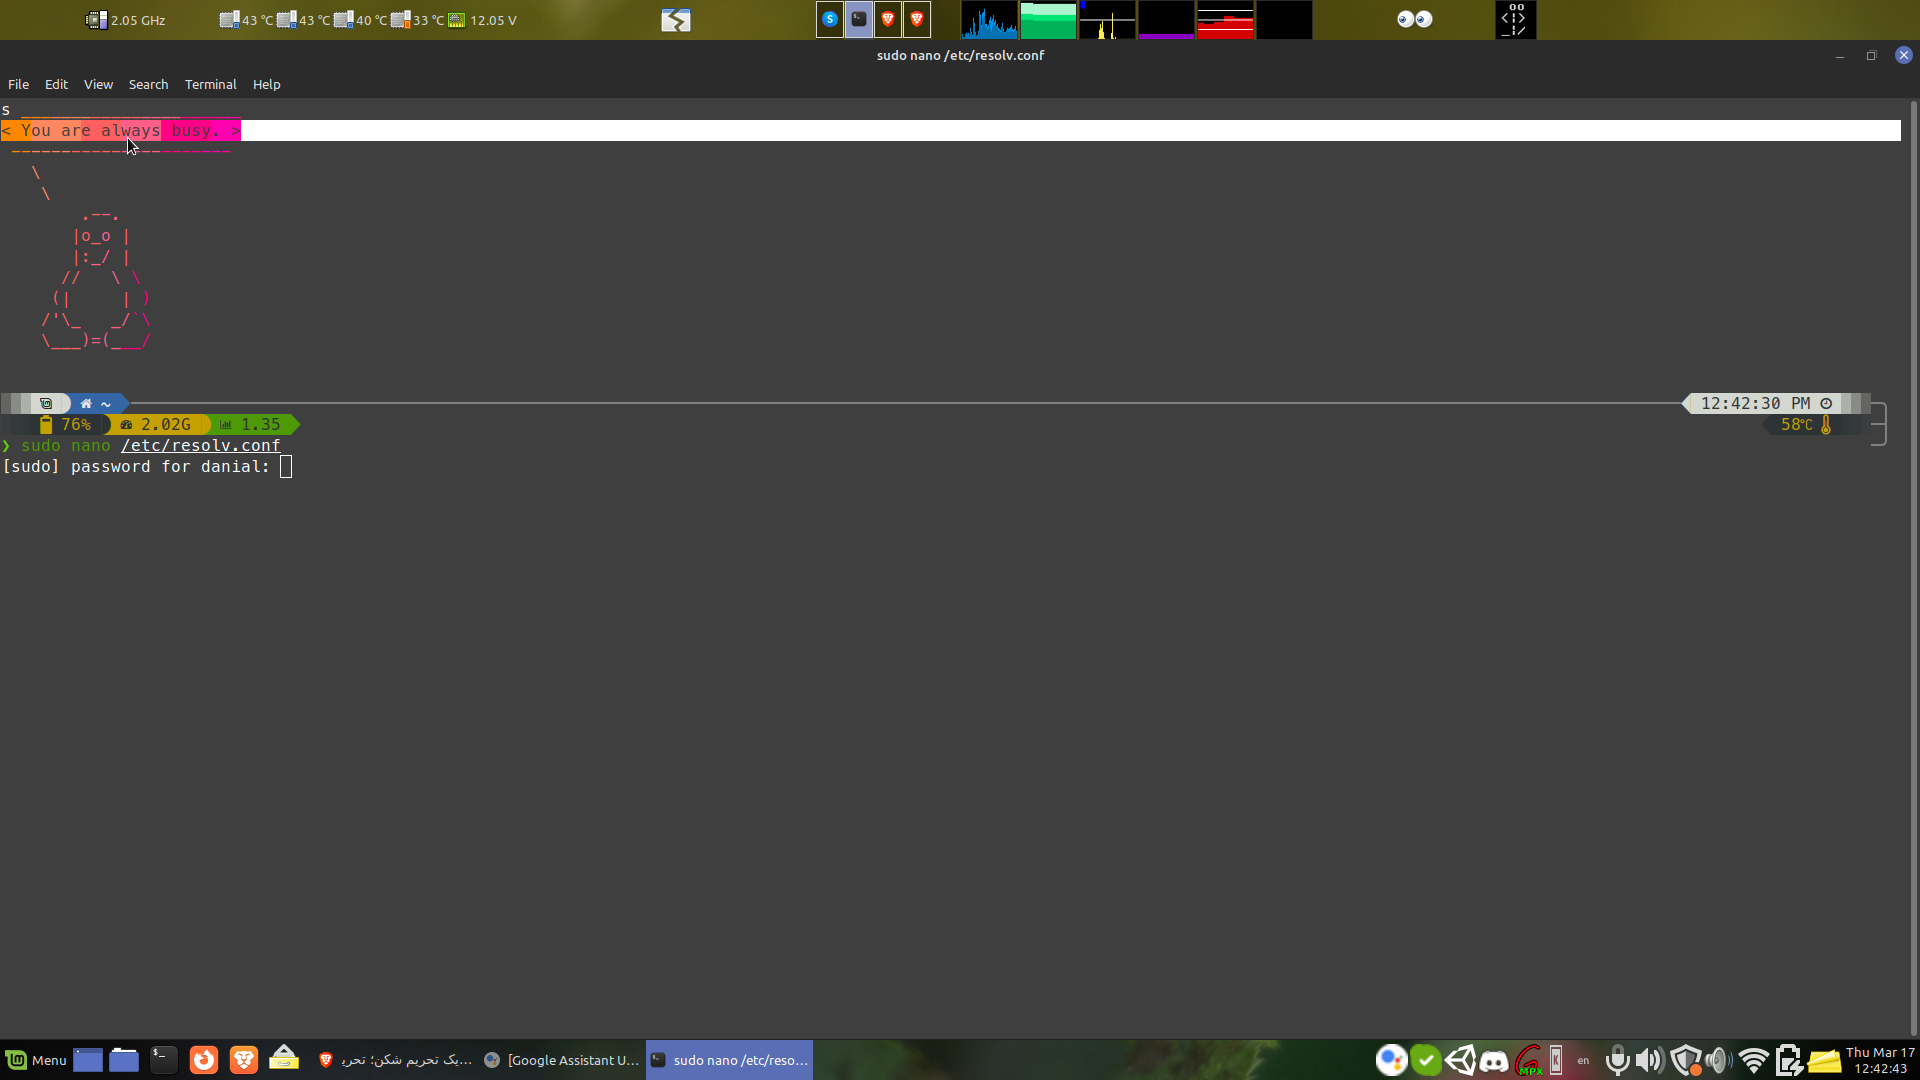 2.05 GHz 43 °C 43 °C 40 °C 33 °C 12.05 V
sudo nano /etc/resolv.conf
File Edit View Search Terminal Help
s
< You are always busy. >
\
\
.--.
|o_o |
|:_/ |
// \ \
(| | )
/'\_ _/`\
\___)=(___/
~ 12:42:30 PM
76% 2.02G 1.35 58°C
❯ sudo nano /etc/resolv.conf
[sudo] password for danial:
Menu یک تحریم شکن؛ تحری... [Google Assistant U... sudo nano /etc/reso... MPX en Thu Mar 17
12:42:43